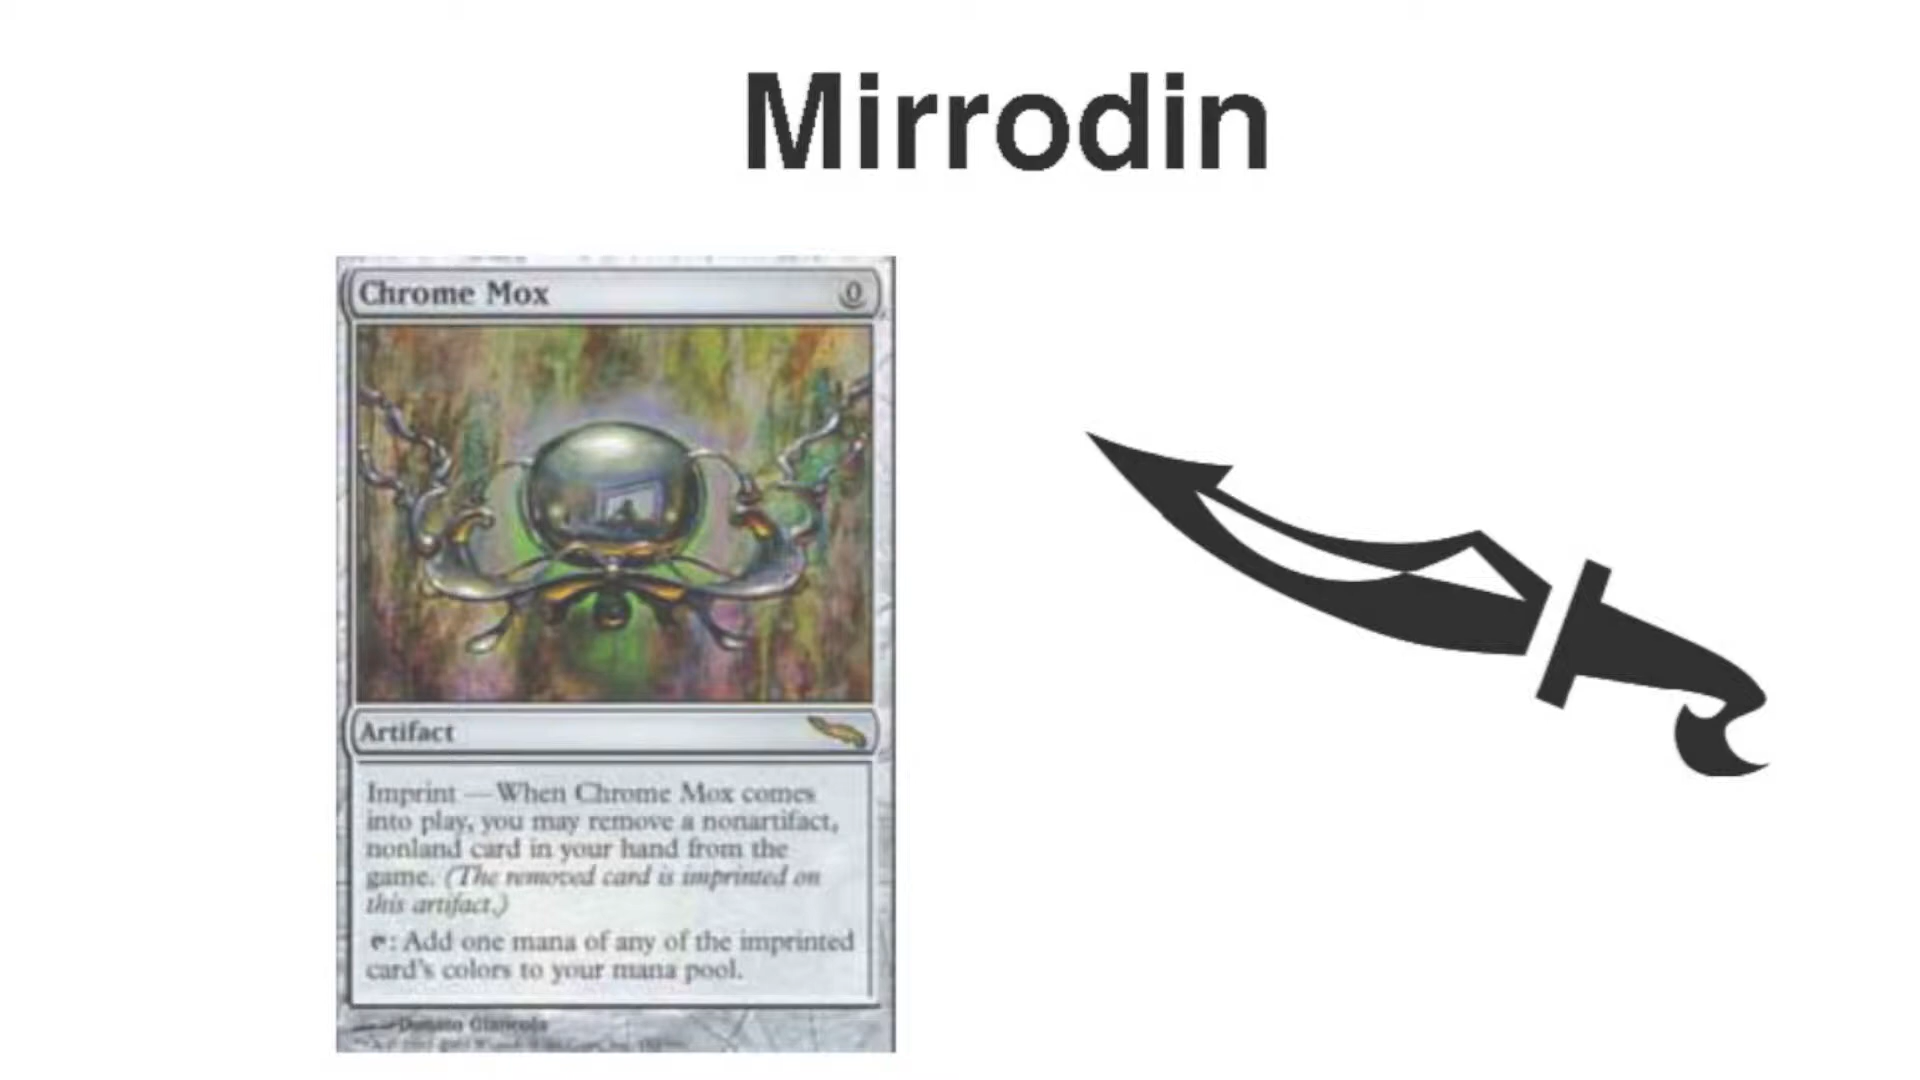 Mirrodin
Chrome Mox 0
Artifact
Imprint — When Chrome Mox comes
into play, you may remove a nonartifact,
nonland card in your hand from the
game. (The removed card is imprinted on
this artifact.)
: Add one mana of any of the imprinted
card's colors to your mana pool.
Donato Giancola